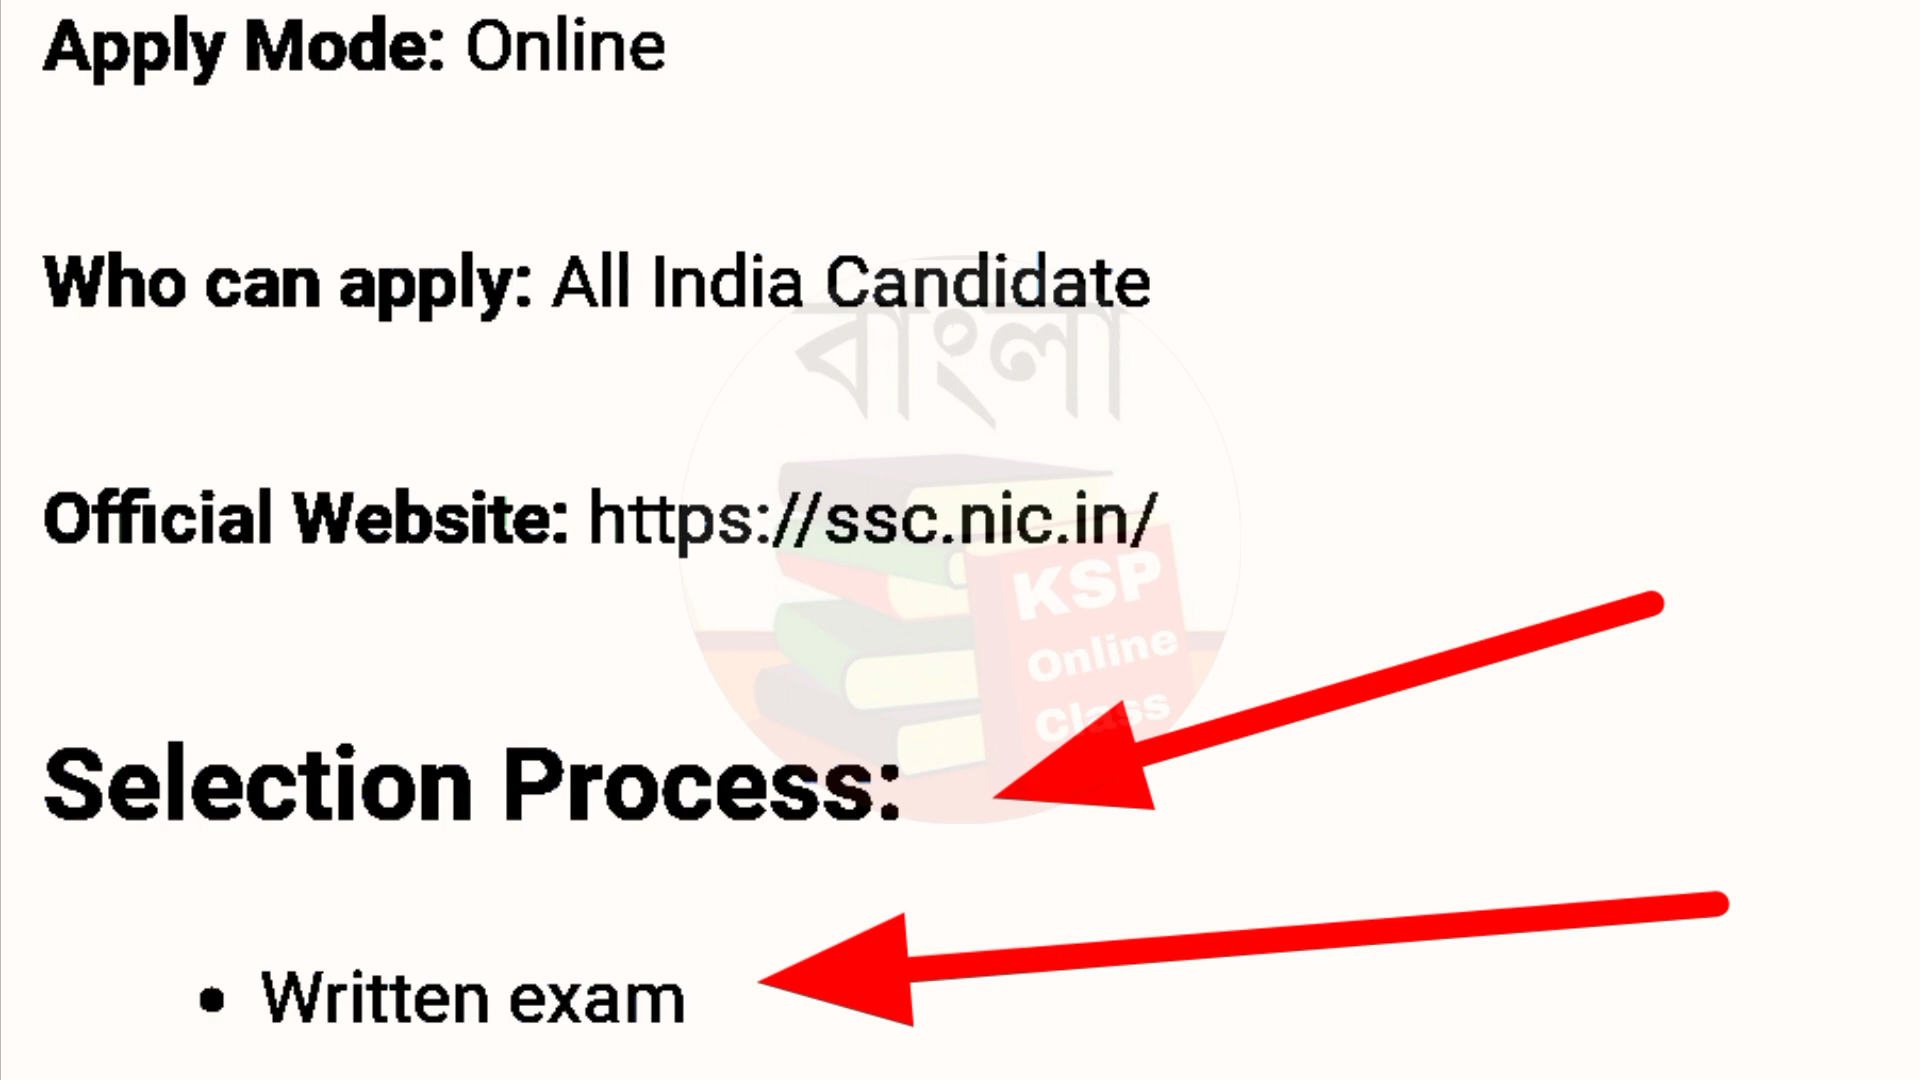 Apply Mode: Online
Who can apply: All India Candidate
বাংলা
Official Website: https://ssc.nic.in/
KSP
Online
Class
Selection Process:
• Written exam